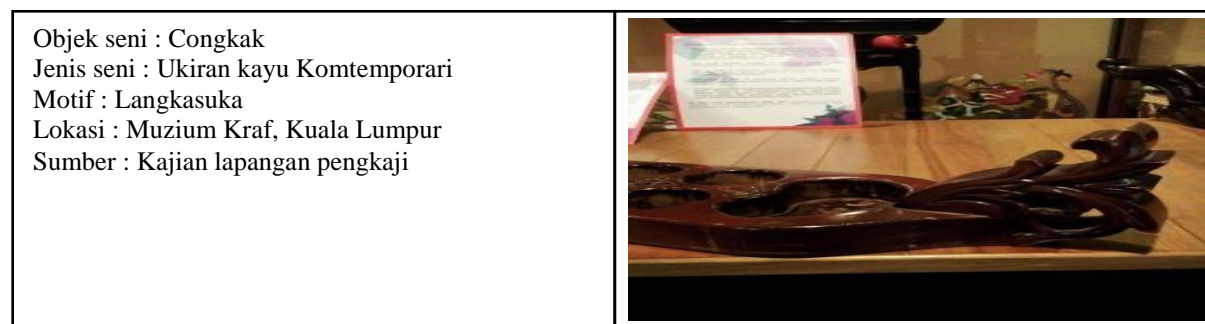 Objek seni : Congkak
Jenis seni : Ukiran kayu Komtemporari
Motif : Langkasuka
Lokasi : Muzium Kraf, Kuala Lumpur
Sumber : Kajian lapangan pengkaji